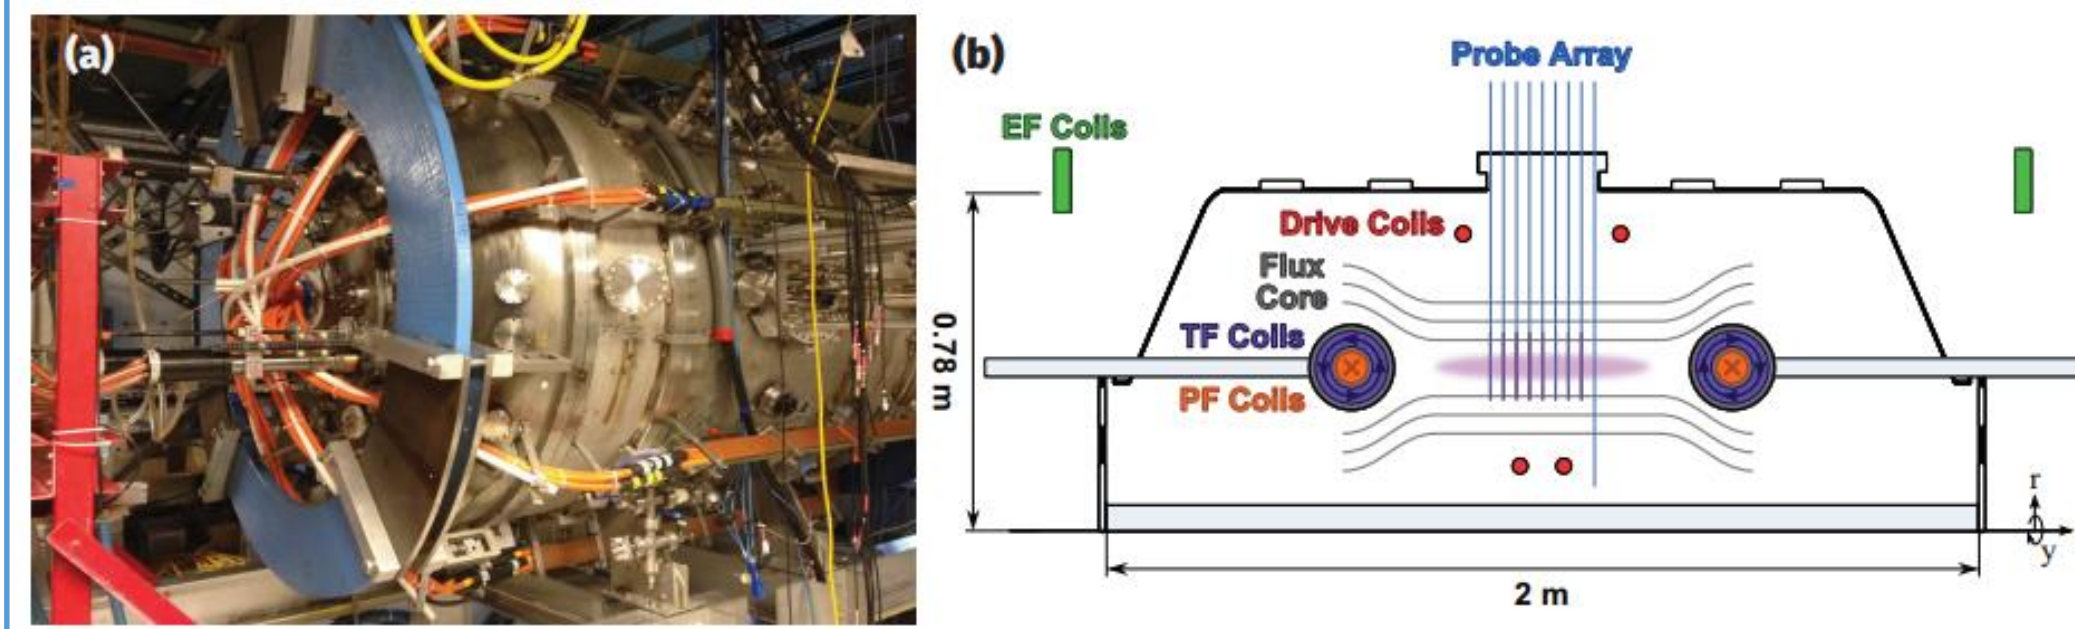 (a)
(b)
Probe Array
EF Coils
Drive Coils
Flux
Core
TF Coils
PF Coils
0.78 m
r
y
2 m